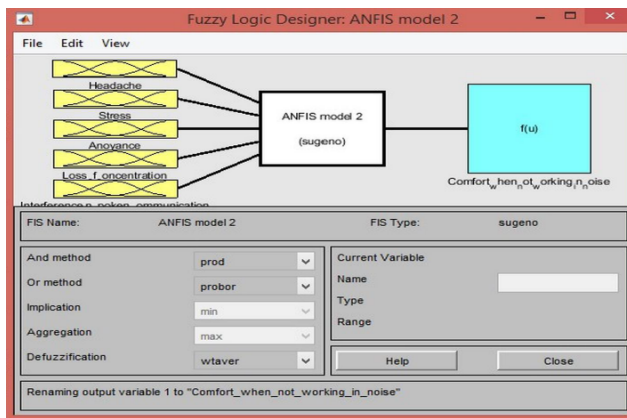 Fuzzy Logic Designer: ANFIS model 2
File Edit View
Headache
Stress
Anoyance
Loss_f_oncentration
Interference_n_poken_ommunication
ANFIS model 2
(sugeno)
f(u)
Comfort_when_not_working_in_noise
FIS Name: ANFIS model 2 FIS Type: sugeno
And method prod
Or method probor
Implication min
Aggregation max
Defuzzification wtaver
Current Variable
Name
Type
Range
Help Close
Renaming output variable 1 to "Comfort_when_not_working_in_noise"